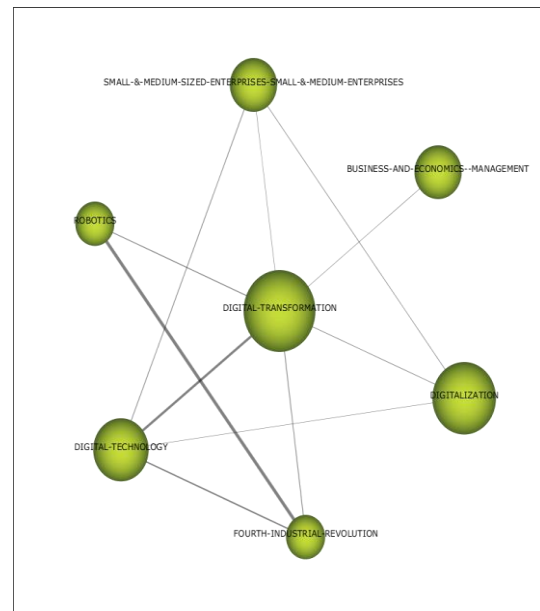 SMALL-&-MEDIUM-SIZED-ENTERPRISES-SMALL-&-MEDIUM-ENTERPRISES
BUSINESS-AND-ECONOMICS--MANAGEMENT
ROBOTICS
DIGITAL-TRANSFORMATION
DIGITALIZATION
DIGITAL-TECHNOLOGY
FOURTH-INDUSTRIAL-REVOLUTION